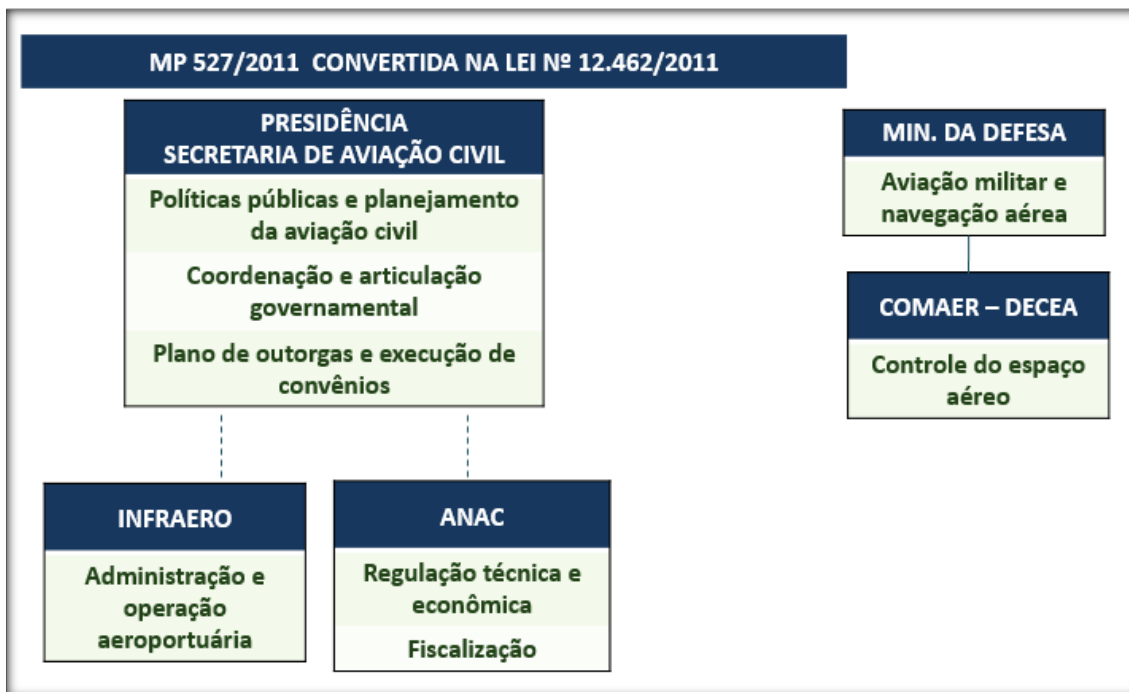 MP 527/2011 CONVERTIDA NA LEI Nº 12.462/2011
PRESIDÊNCIA
SECRETARIA DE AVIAÇÃO CIVIL
Políticas públicas e planejamento
da aviação civil
Coordenação e articulação
governamental
Plano de outorgas e execução de
convênios
MIN. DA DEFESA
Aviação militar e
navegação aérea
COMAER – DECEA
Controle do espaço
aéreo
INFRAERO
Administração e
operação
aeroportuária
ANAC
Regulação técnica e
econômica
Fiscalização